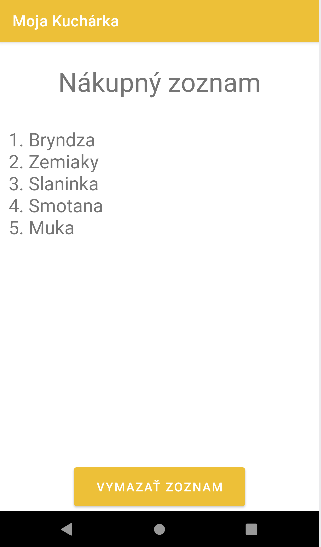 Moja Kuchárka
Nákupný zoznam
1. Bryndza
2. Zemiaky
3. Slaninka
4. Smotana
5. Muka
VYMAZAŤ ZOZNAM